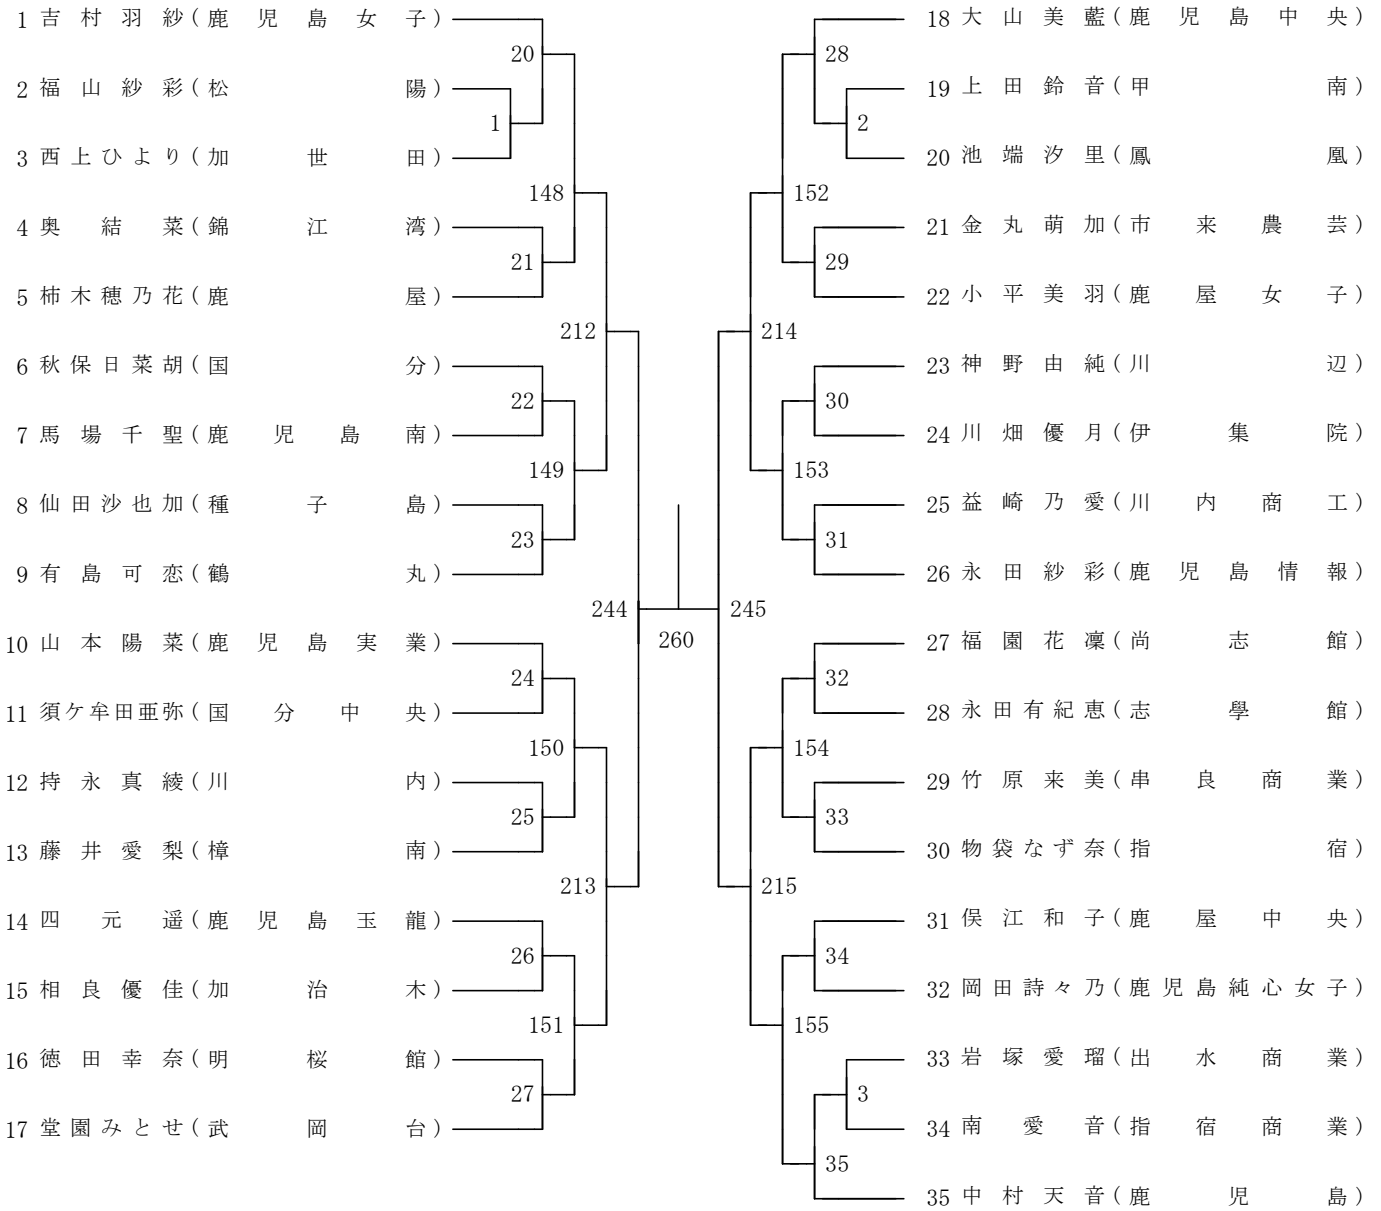 1 吉村羽紗(鹿児島女子)
2 福山紗彩(松陽)
3 西上ひより(加世田)
4 奥結菜(錦江湾)
5 柿木穂乃花(鹿屋)
6 秋保日菜胡(国分)
7 馬場千聖(鹿児島南)
8 仙田沙也加(種子島)
9 有島可恋(鶴丸)
10 山本陽菜(鹿児島実業)
11 須ケ牟田亜弥(国分中央)
12 持永真綾(川内)
13 藤井愛梨(樟南)
14 四元遥(鹿児島玉龍)
15 相良優佳(加治木)
16 徳田幸奈(明桜館)
17 堂園みとせ(武岡台)
20
1
148
21
212
22
149
23
244
24
150
25
213
26
151
27
260
28
2
152
29
214
30
153
31
245
32
154
33
215
34
155
3
35
18 大山美藍(鹿児島中央)
19 上田鈴音(甲南)
20 池端汐里(鳳凰)
21 金丸萌加(市来農芸)
22 小平美羽(鹿屋女子)
23 神野由純(川辺)
24 川畑優月(伊集院)
25 益崎乃愛(川内商工)
26 永田紗彩(鹿児島情報)
27 福園花凜(尚志館)
28 永田有紀恵(志學館)
29 竹原来美(串良商業)
30 物袋なず奈(指宿)
31 俣江和子(鹿屋中央)
32 岡田詩々乃(鹿児島純心女子)
33 岩塚愛瑠(出水商業)
34 南愛音(指宿商業)
35 中村天音(鹿児島)